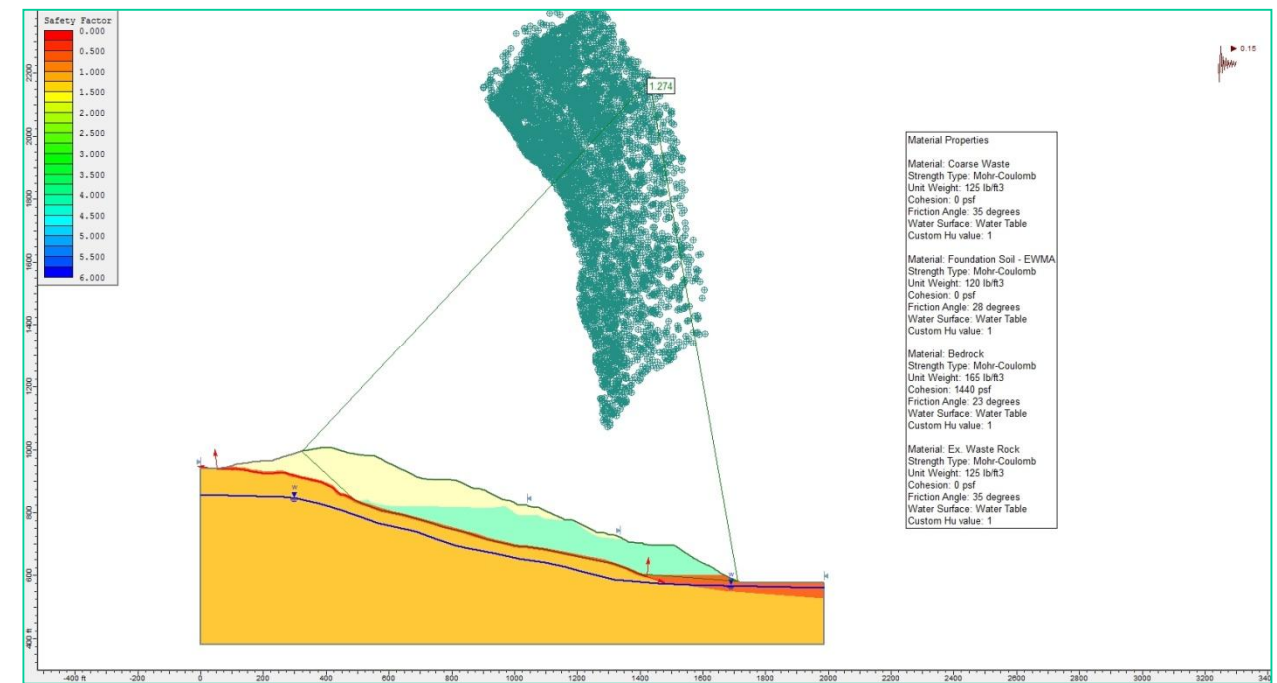 Safety Factor
0.000
0.500
1.000
1.500
2.000
2.500
3.000
3.500
4.000
4.500
5.000
5.500
6.000
1.274
0.15
Material Properties
Material: Coarse Waste
Strength Type: Mohr-Coulomb
Unit Weight: 125 lb/ft3
Cohesion: 0 psf
Friction Angle: 35 degrees
Water Surface: Water Table
Custom Hu value: 1
Material: Foundation Soil - EWMA
Strength Type: Mohr-Coulomb
Unit Weight: 120 lb/ft3
Cohesion: 0 psf
Friction Angle: 28 degrees
Water Surface: Water Table
Custom Hu value: 1
Material: Bedrock
Strength Type: Mohr-Coulomb
Unit Weight: 165 lb/ft3
Cohesion: 1440 psf
Friction Angle: 23 degrees
Water Surface: Water Table
Custom Hu value: 1
Material: Ex. Waste Rock
Strength Type: Mohr-Coulomb
Unit Weight: 125 lb/ft3
Cohesion: 0 psf
Friction Angle: 35 degrees
Water Surface: Water Table
Custom Hu value: 1
2200
2000
1800
1600
1400
1200
1000
800
600
400 ft
W
W
-400 ft
-200
0
200
400
600
800
1000
1200
1400
1600
1800
2000
2200
2400
2600
2800
3000
3200
3400